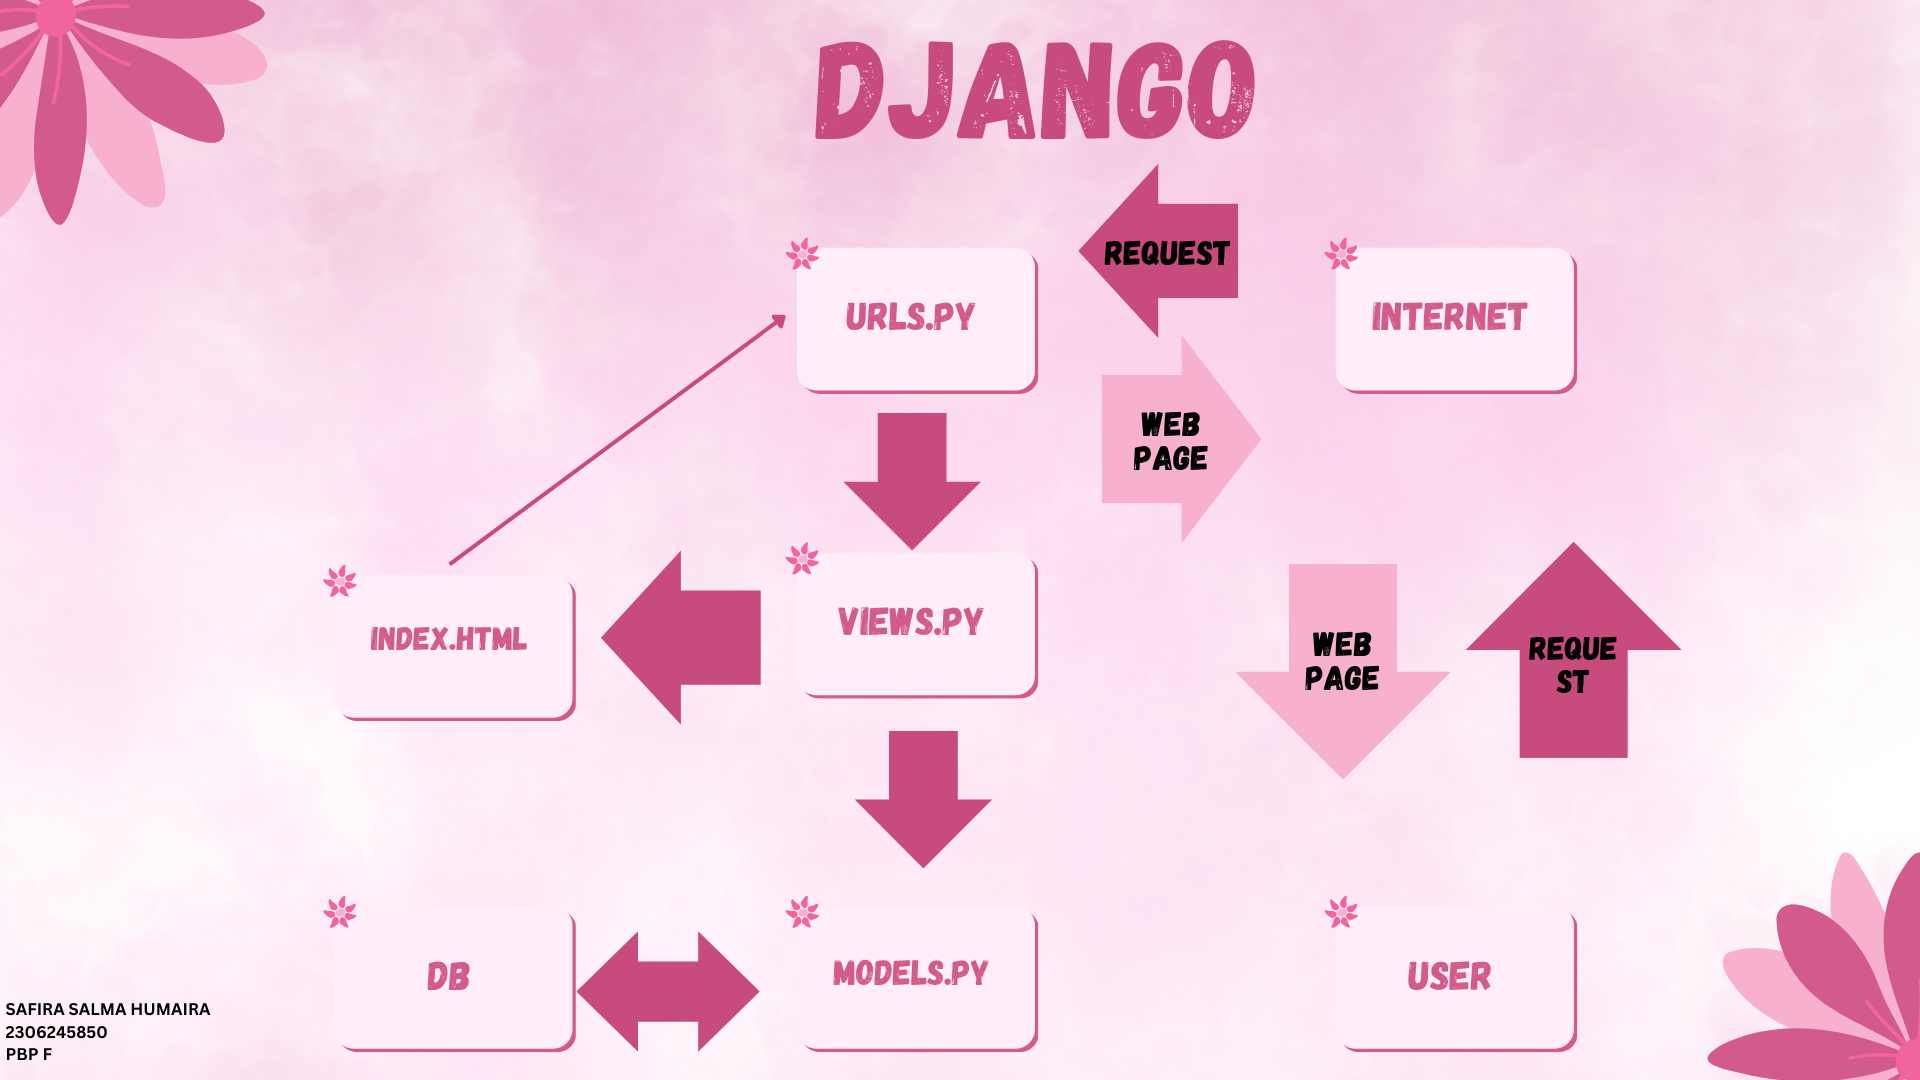 DJANGO
REQUEST
URLS.PY
INTERNET
WEB
PAGE
INDEX.HTML
VIEWS.PY
WEB
PAGE
REQUE
ST
DB
MODELS.PY
USER
SAFIRA SALMA HUMAIRA
2306245850
PBP F